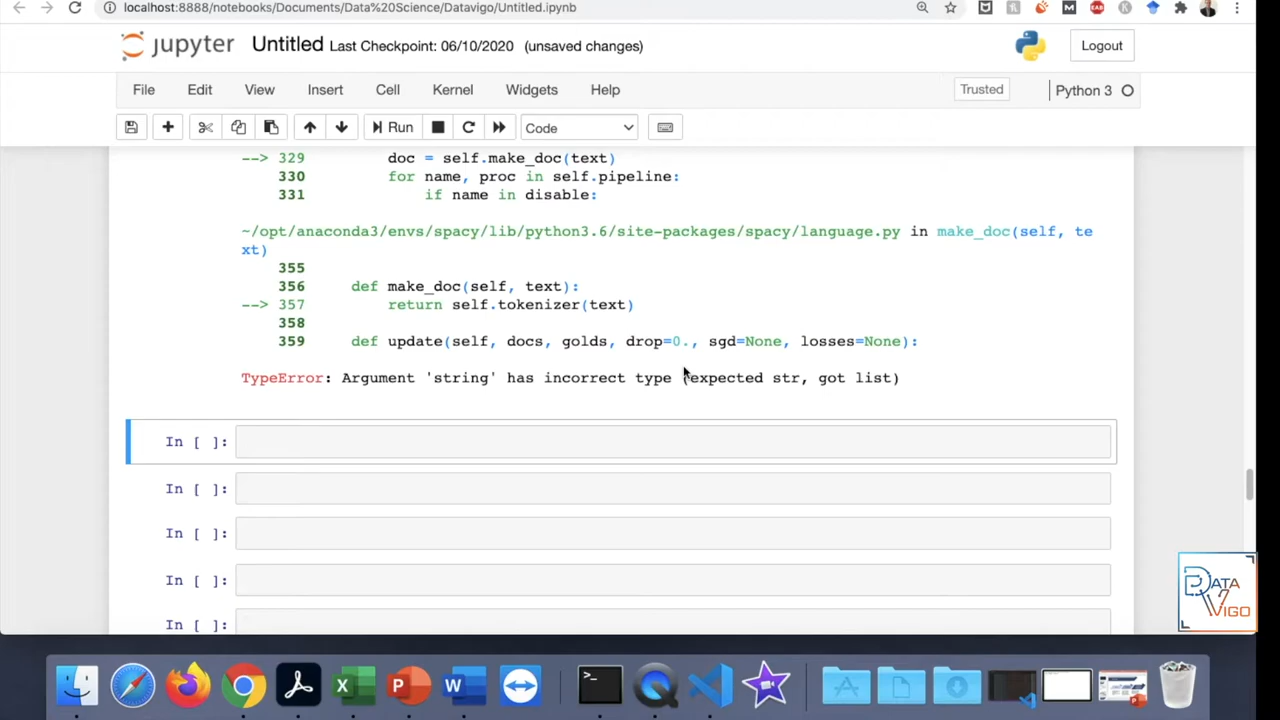 localhost:8888/notebooks/Documents/Data%20Science/Datavigo/Untitled.ipynb
jupyter Untitled Last Checkpoint: 06/10/2020 (unsaved changes) Logout
File Edit View Insert Cell Kernel Widgets Help Trusted Python 3
Run Code
--> 329 doc = self.make_doc(text)
330 for name, proc in self.pipeline:
331 if name in disable:
~/opt/anaconda3/envs/spacy/lib/python3.6/site-packages/spacy/language.py in make_doc(self, te
xt)
355
356 def make_doc(self, text):
--> 357 return self.tokenizer(text)
358
359 def update(self, docs, golds, drop=0., sgd=None, losses=None):
TypeError: Argument 'string' has incorrect type (expected str, got list)
In [ ]:
In [ ]:
In [ ]:
In [ ]:
In [ ]:
DATA
VIGO